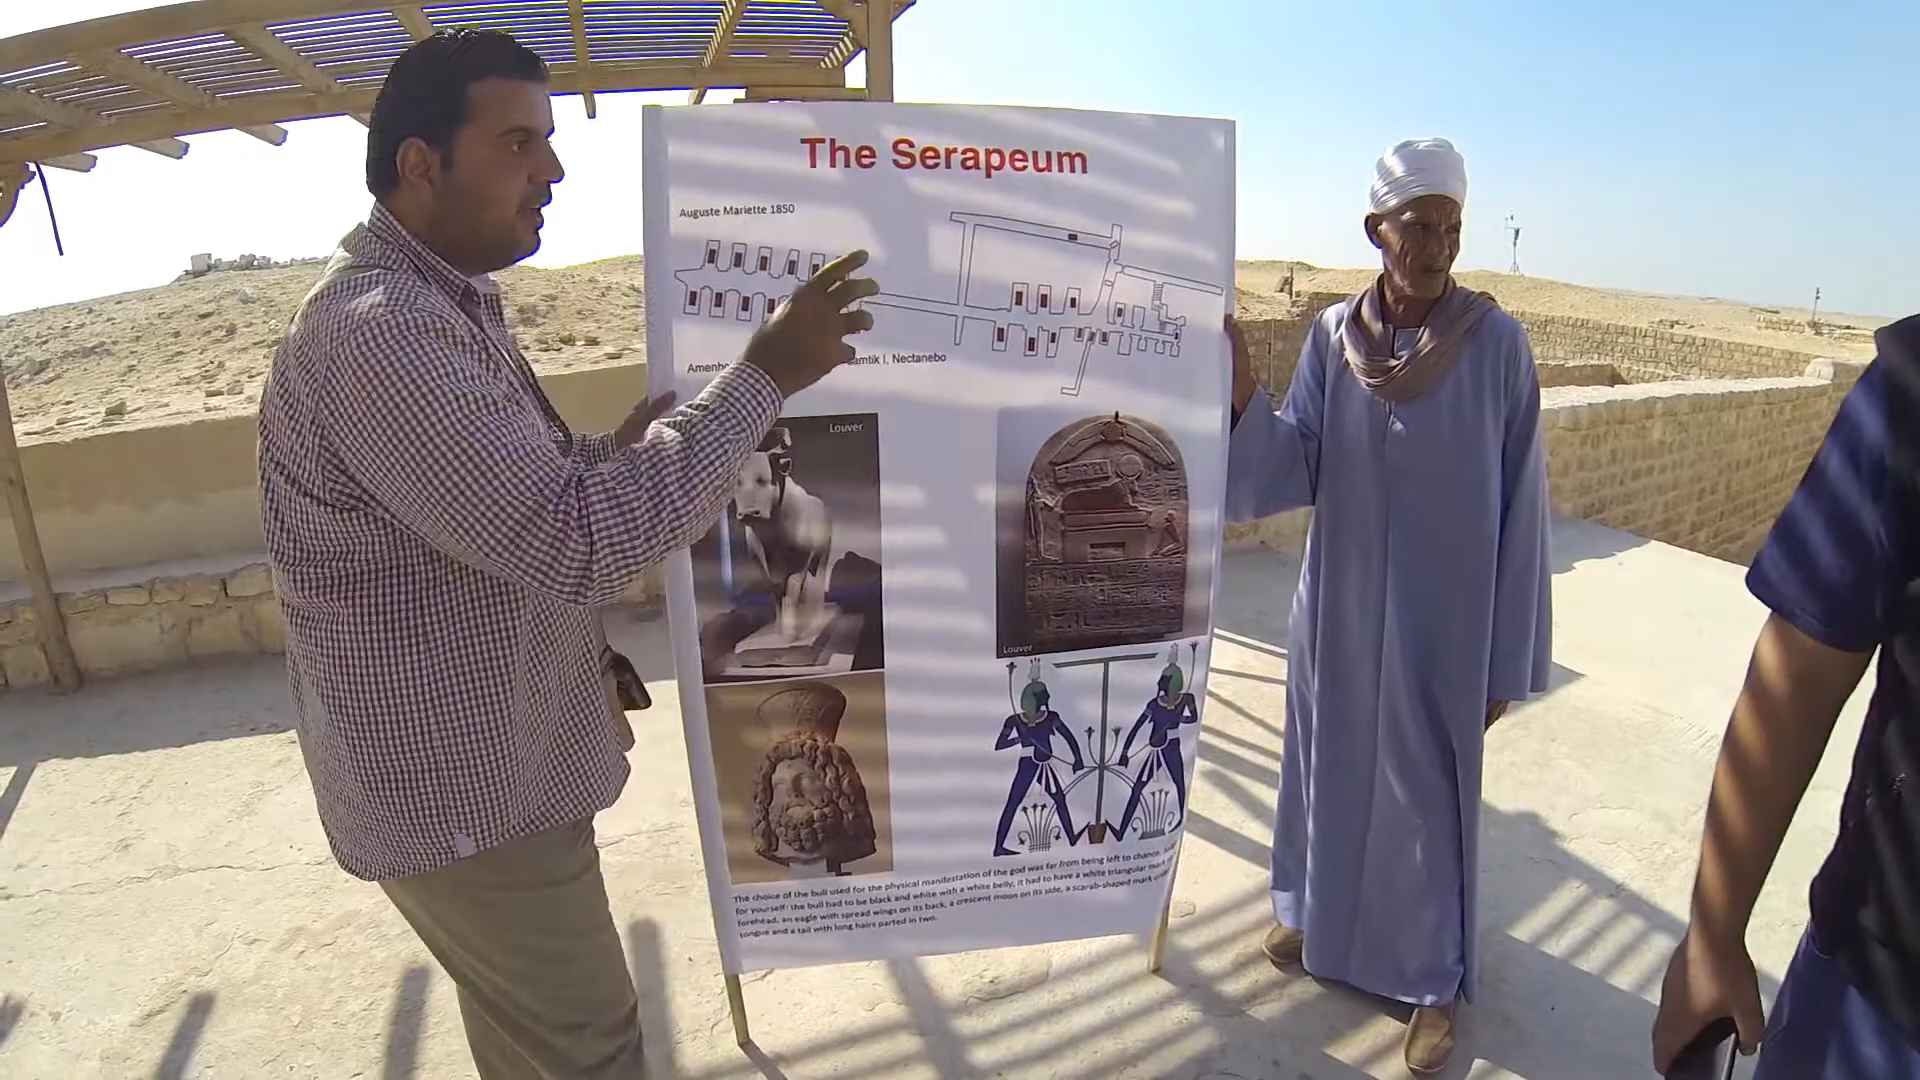 The Serapeum
Auguste Mariette 1850
I, Nectanebo
Louver
Louver
The choice of the bull used for the physical manifestation of the god was far from being left to chance.
for yourself: the bull had to be black and white with a white belly, it had to have a white triangular mark
forehead, an eagle with spread wings on its back, a crescent moon on its side, a scarab-shaped mark
tongue and a tail with long hairs parted in two.